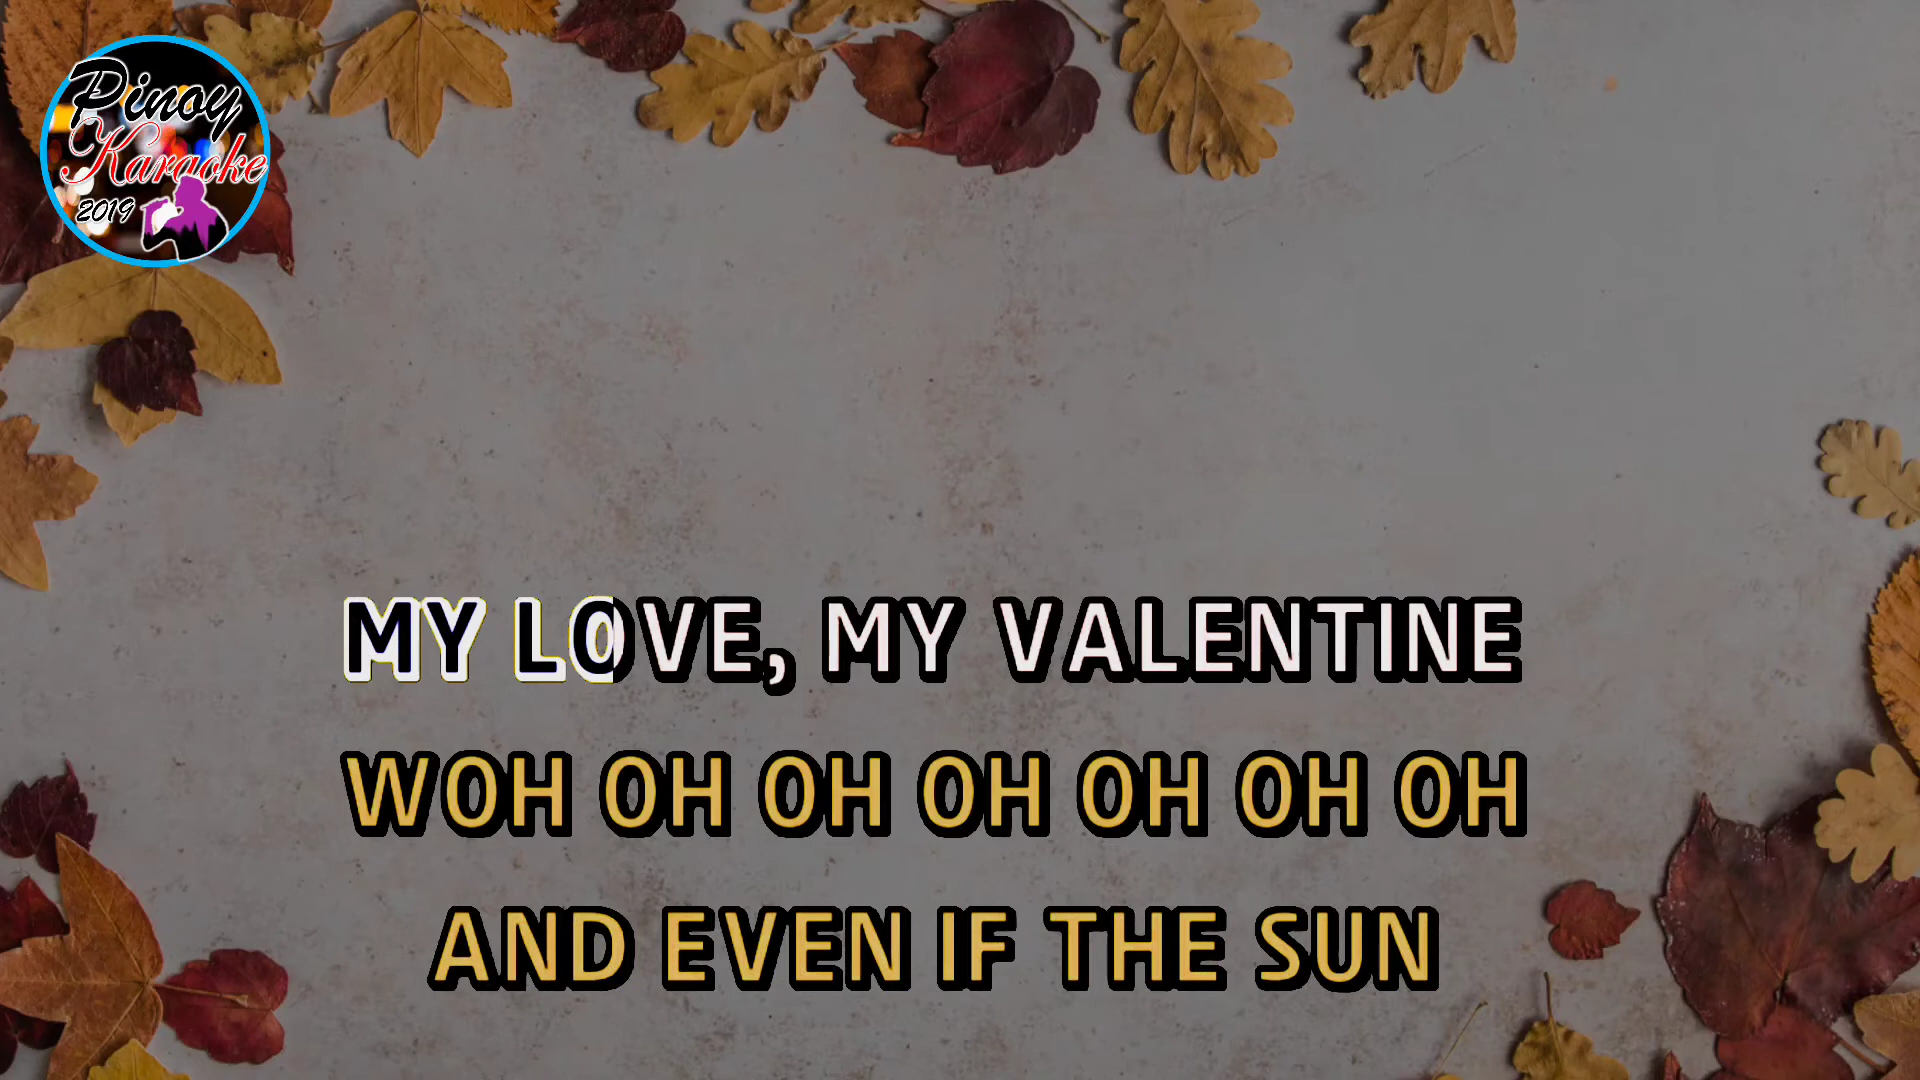 Pinoy
Karaoke
2019
MY LOVE, MY VALENTINE
WOH OH OH OH OH OH OH
AND EVEN IF THE SUN